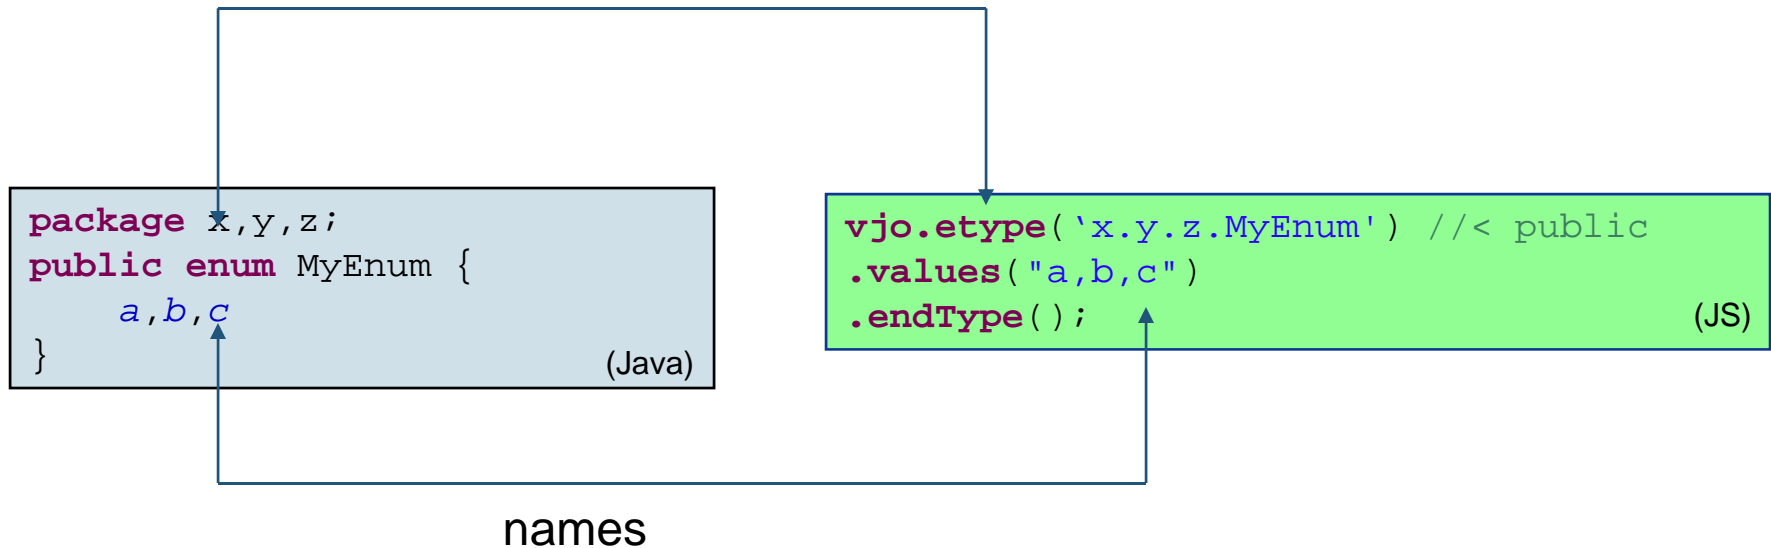 package x,y,z;
public enum MyEnum {
a,b,c
}
(Java)
vjo.etype(‘x.y.z.MyEnum') //< public
.values("a,b,c")
.endType();
(JS)
names